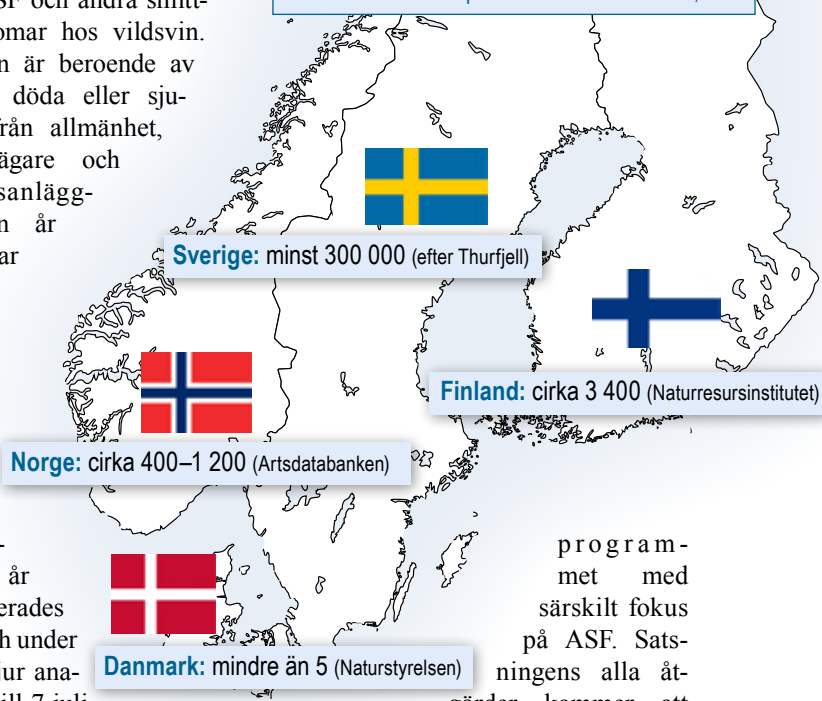 SF och andra smitt-
omar hos vildsvin.
n är beroende av
döda eller sju-
från allmänhet,
ägare och
sanlägg-
n år
ar
Sverige: minst 300 000 (efter Thurfjell)
Finland: cirka 3 400 (Naturresursinstitutet)
Norge: cirka 400–1 200 (Artsdatabanken)
-
år
erades
h under
jur ana-
ill 7 juli
Danmark: mindre än 5 (Naturstyrelsen)
program-
met med
särskilt fokus
på ASF. Sats-
ningens alla åt-
gärder kommer att